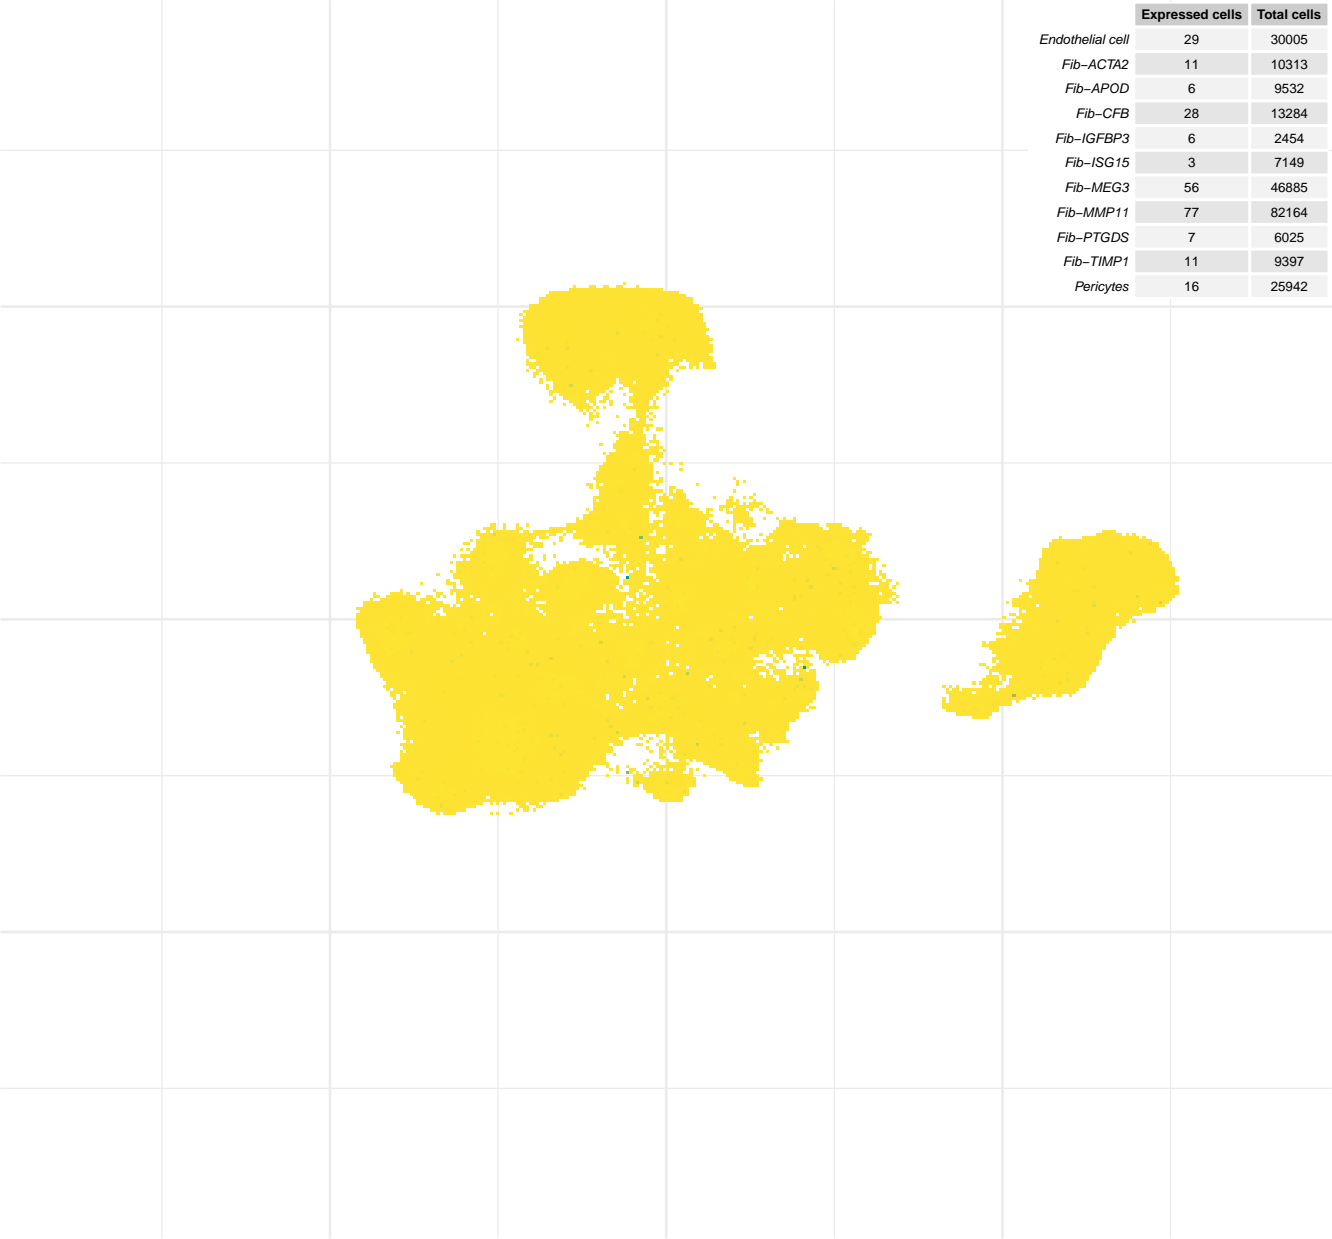 Expressed cells Total cells
Endothelial cell 29 30005
Fib−ACTA2 11 10313
Fib−APOD 6 9532
Fib−CFB 28 13284
Fib−IGFBP3 6 2454
Fib−ISG15 3 7149
Fib−MEG3 56 46885
Fib−MMP11 77 82164
Fib−PTGDS 7 6025
Fib−TIMP1 11 9397
Pericytes 16 25942